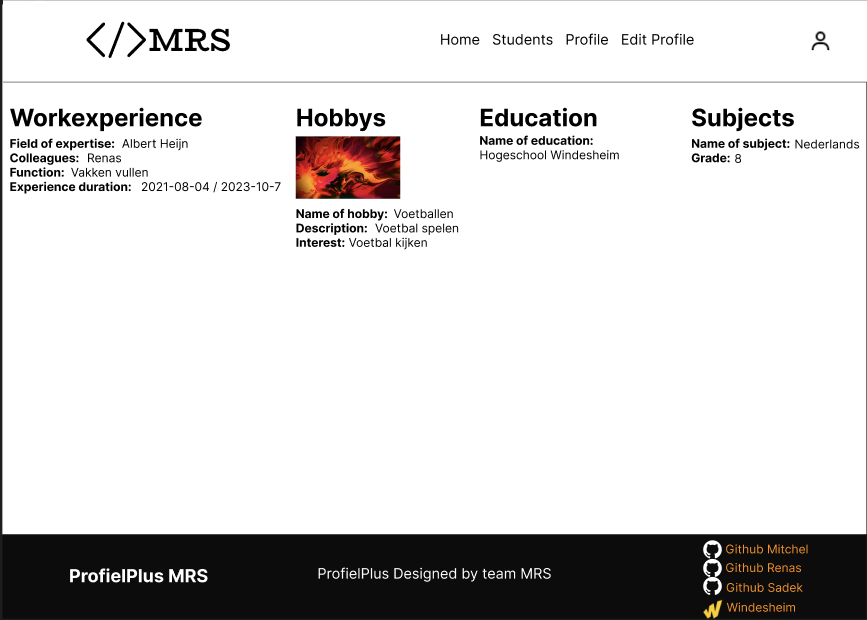 </>MRS
Home Students Profile Edit Profile
Workexperience
Field of expertise: Albert Heijn
Colleagues: Renas
Function: Vakken vullen
Experience duration: 2021-08-04 / 2023-10-7
Hobbys
Name of hobby: Voetballen
Description: Voetbal spelen
Interest: Voetbal kijken
Education
Name of education:
Hogeschool Windesheim
Subjects
Name of subject: Nederlands
Grade: 8
ProfielPlus MRS
ProfielPlus Designed by team MRS
Github Mitchel
Github Renas
Github Sadek
Windesheim